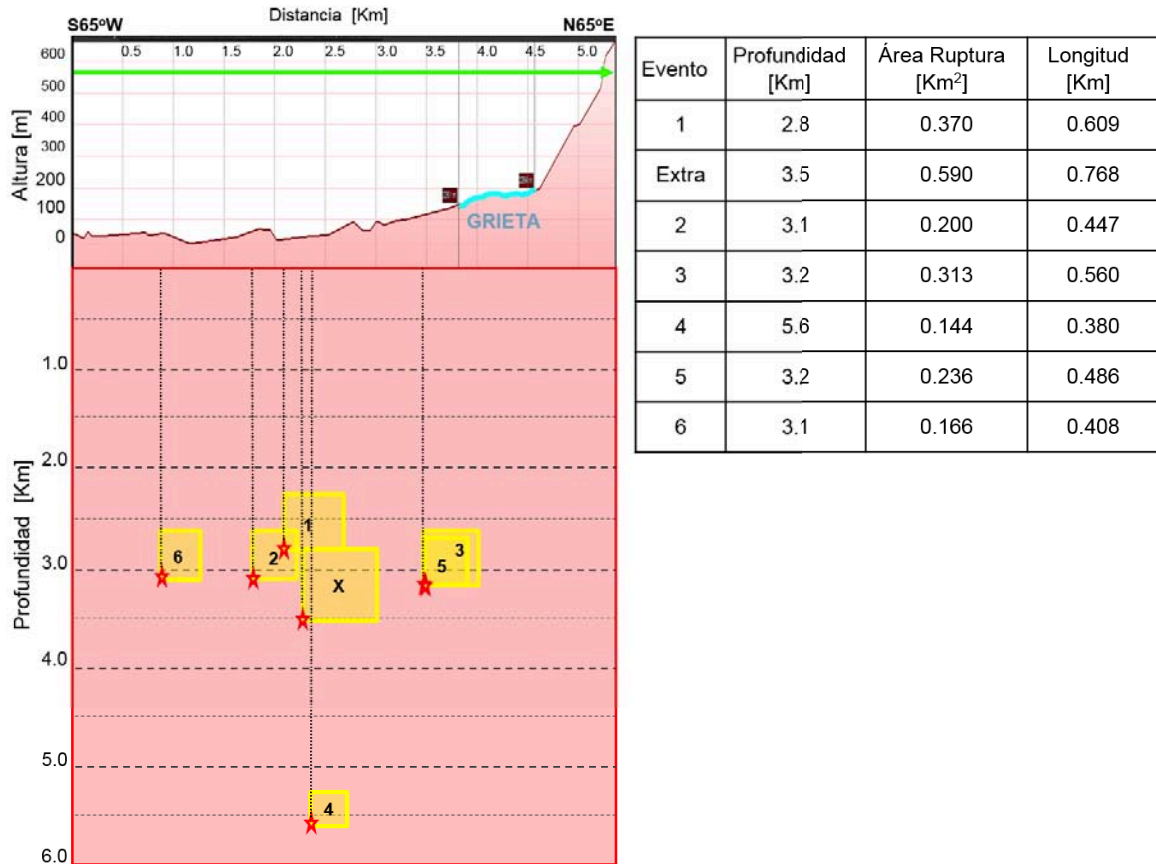 Distancia [Km]
S65ºW
N65ºE
0.5 1.0 1.5 2.0 2.5 3.0 3.5 4.0 4.5 5.0
Altura [m]
600
500
400
300
200
100
0
GRIETA
Profundidad [Km]
1.0
2.0
3.0
4.0
5.0
6.0
1
6
2
3
5
X
4
Evento Profundidad [Km] Área Ruptura [Km²] Longitud [Km]
1 2.8 0.370 0.609
Extra 3.5 0.590 0.768
2 3.1 0.200 0.447
3 3.2 0.313 0.560
4 5.6 0.144 0.380
5 3.2 0.236 0.486
6 3.1 0.166 0.408